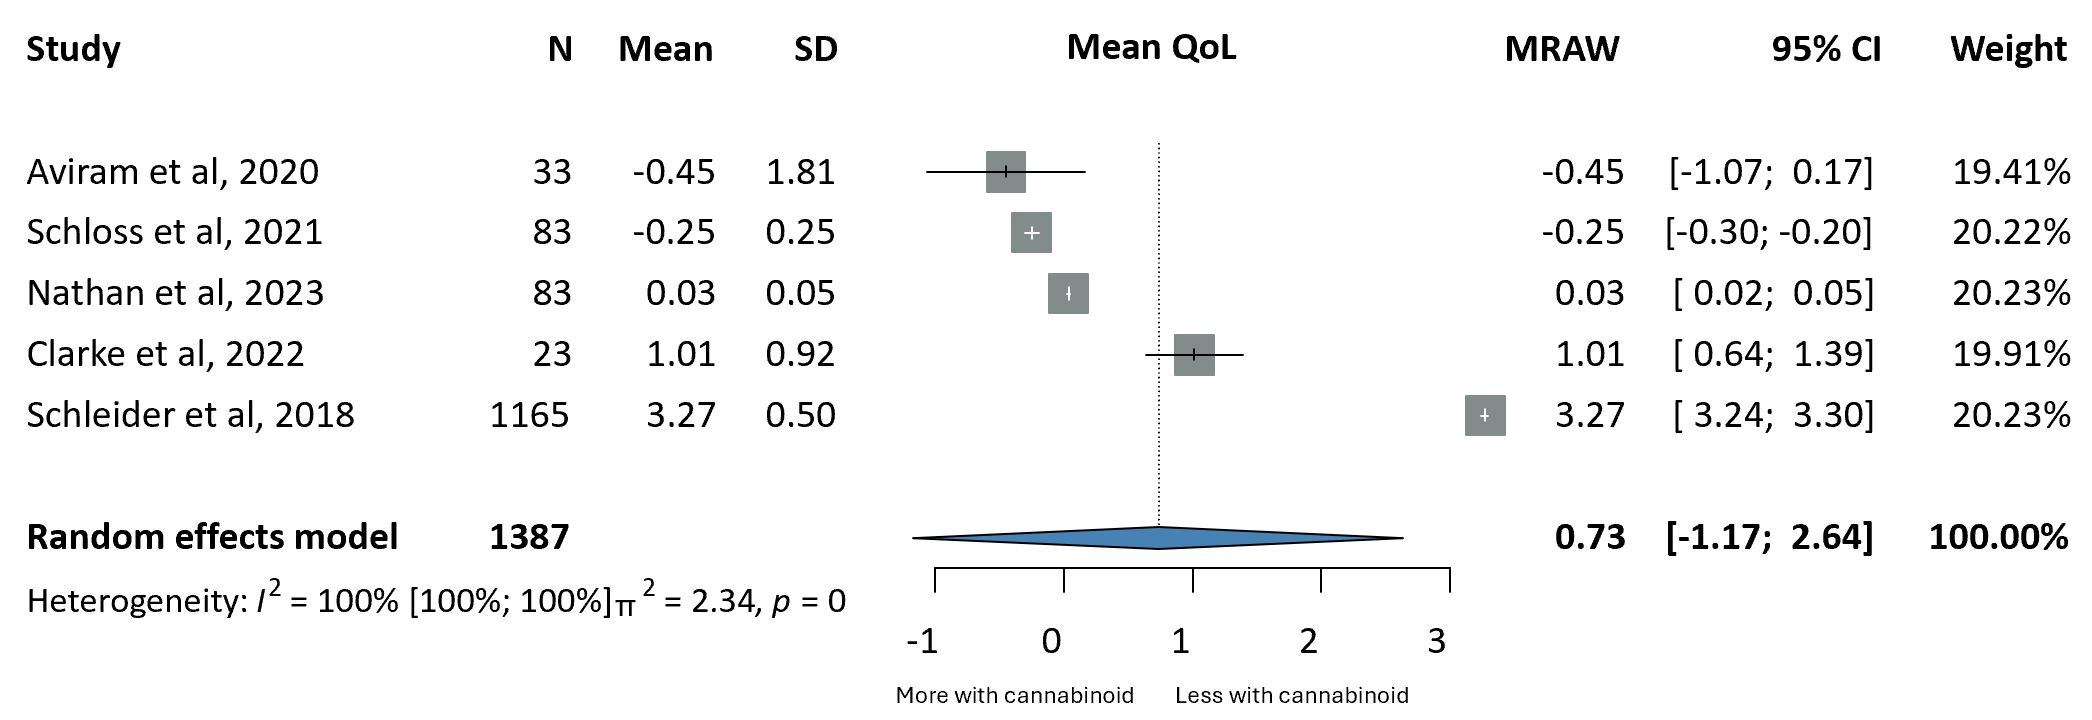 Study N Mean SD Mean QoL MRAW 95% CI Weight
Aviram et al, 2020 33 -0.45 1.81 -0.45 [-1.07; 0.17] 19.41%
Schloss et al, 2021 83 -0.25 0.25 -0.25 [-0.30; -0.20] 20.22%
Nathan et al, 2023 83 0.03 0.05 0.03 [ 0.02; 0.05] 20.23%
Clarke et al, 2022 23 1.01 0.92 1.01 [ 0.64; 1.39] 19.91%
Schleider et al, 2018 1165 3.27 0.50 3.27 [ 3.24; 3.30] 20.23%
Random effects model 1387 0.73 [-1.17; 2.64] 100.00%
Heterogeneity: I² = 100% [100%; 100%] π² = 2.34, p = 0
-1 0 1 2 3
More with cannabinoid Less with cannabinoid